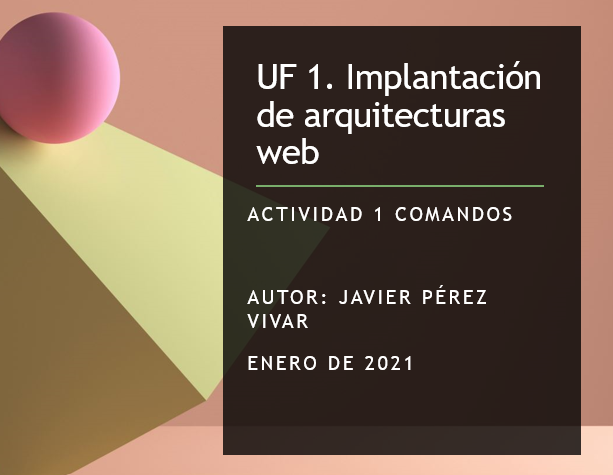 UF 1. Implantación
de arquitecturas
web
ACTIVIDAD 1 COMANDOS
AUTOR: JAVIER PÉREZ
VIVAR
ENERO DE 2021